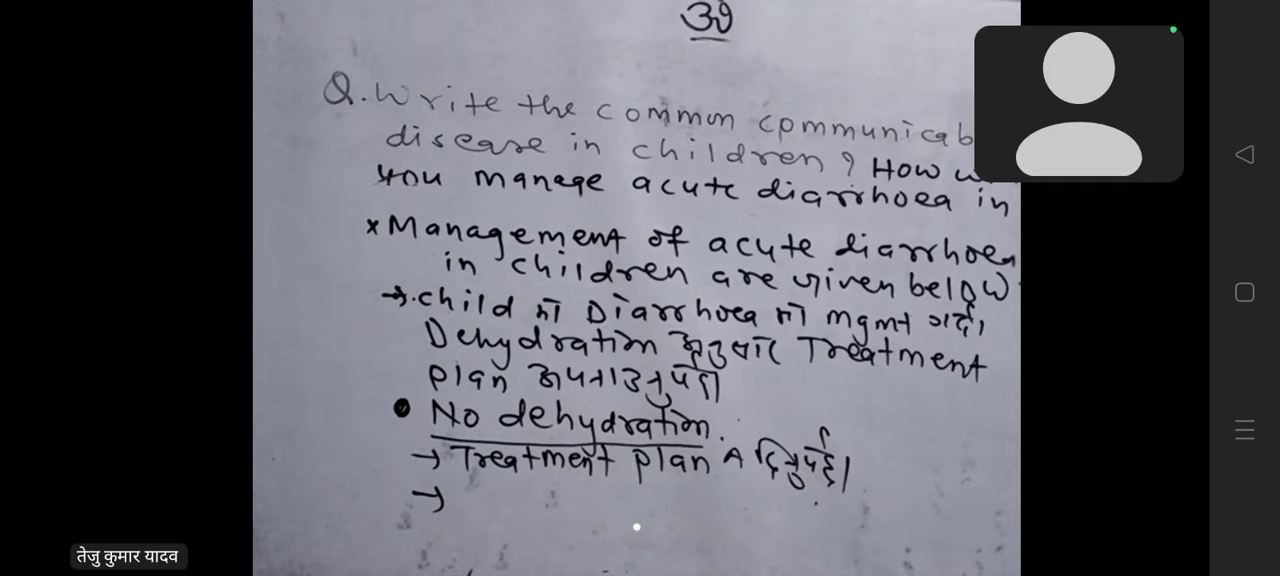 उ७
Q. Write the common communicab
disease in children ? How w
you manage acute diarrhoea in
* Management of acute diarrhoea
in children are given below
→ . child को Diarrhoea को mgmt गर्दा
Dehydration अनुसार Treatment
plan अपनाउनुपर्छ।
• No dehydration.
→ Treatment plan A दिनुपर्छ।
→
तेजु कुमार यादव